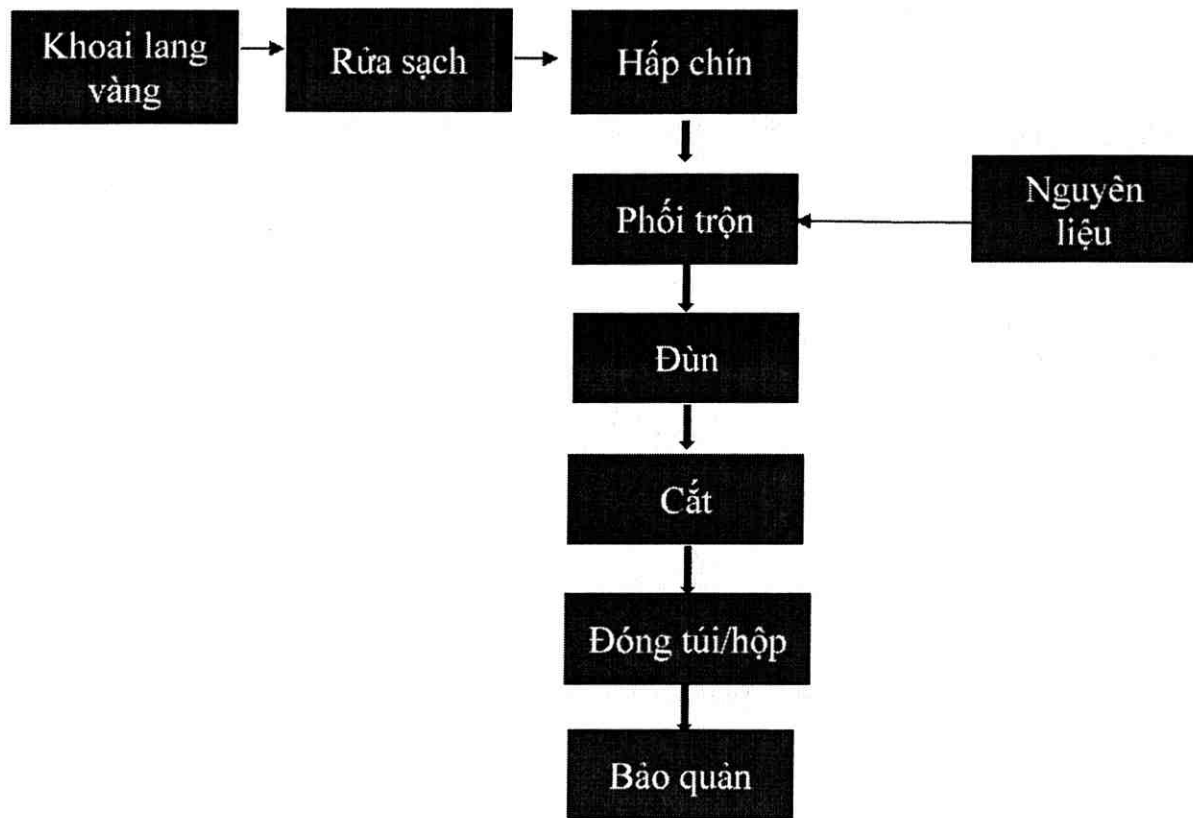 Khoai lang
vàng
Rửa sạch
Hấp chín
Phối trộn
Nguyên
liệu
Đùn
Cắt
Đóng túi/hộp
Bảo quản